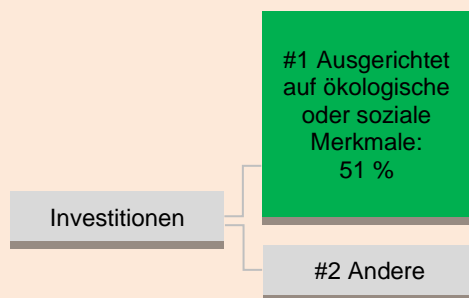 #1 Ausgerichtet
auf ökologische
oder soziale
Merkmale:
51 %
Investitionen
#2 Andere